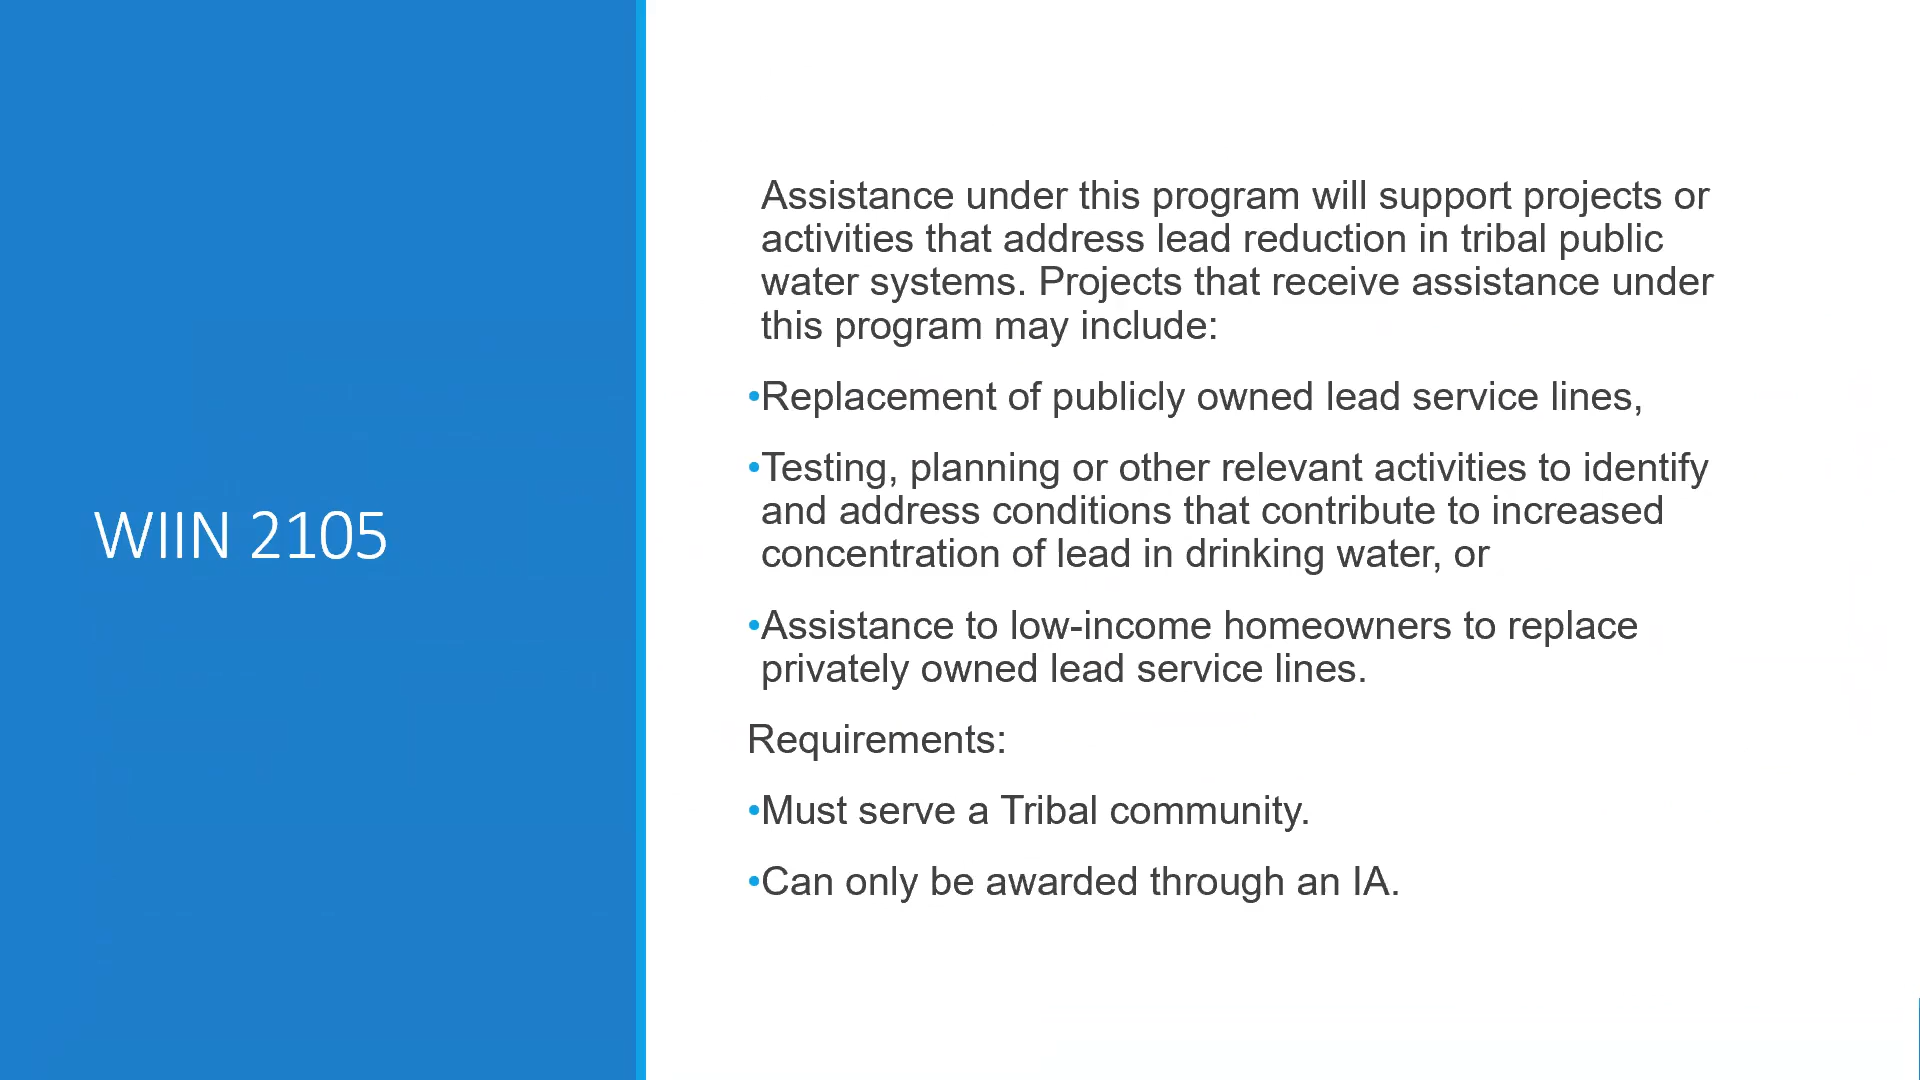 WIIN 2105
Assistance under this program will support projects or
activities that address lead reduction in tribal public
water systems. Projects that receive assistance under
this program may include:
•Replacement of publicly owned lead service lines,
•Testing, planning or other relevant activities to identify
and address conditions that contribute to increased
concentration of lead in drinking water, or
•Assistance to low-income homeowners to replace
privately owned lead service lines.
Requirements:
•Must serve a Tribal community.
•Can only be awarded through an IA.